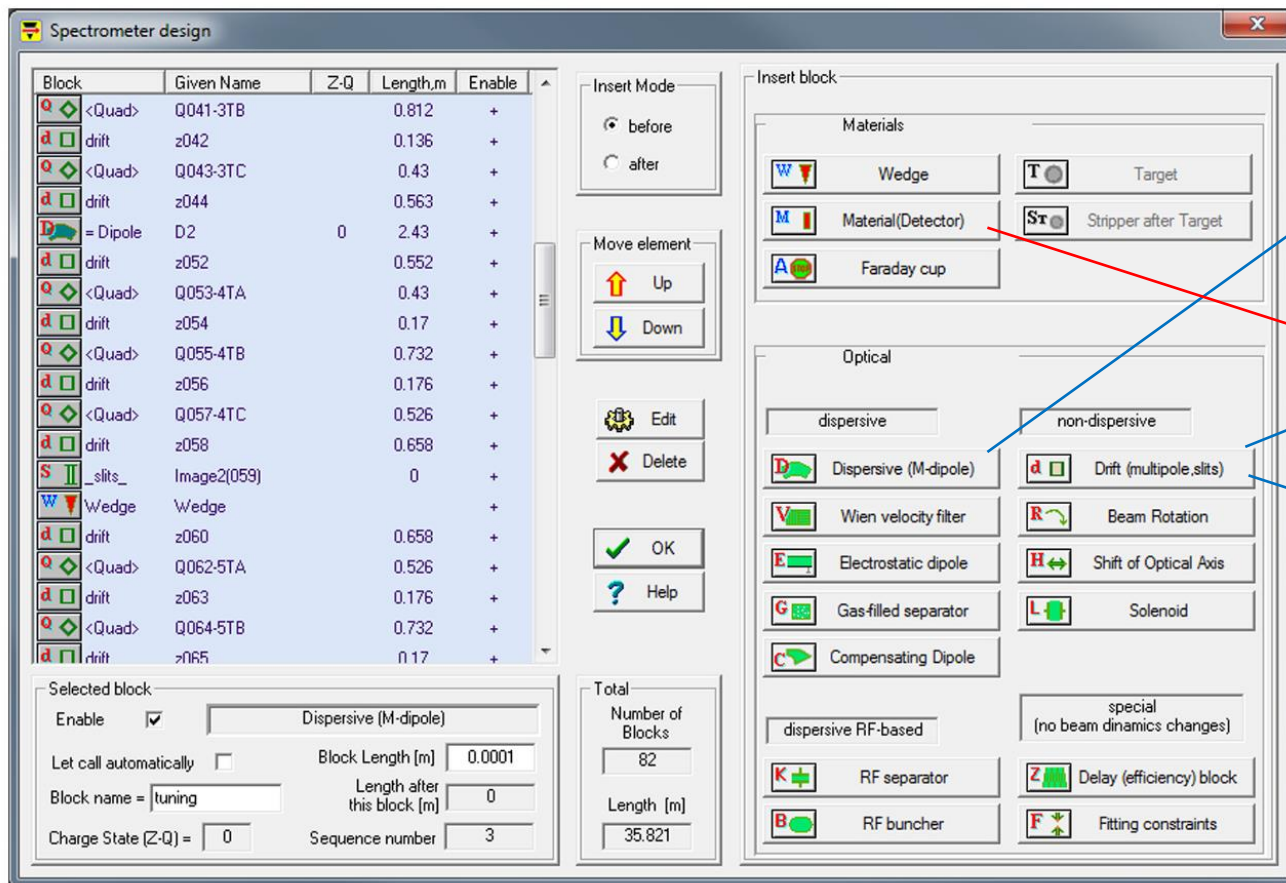 Spectrometer design
Block Given Name Z-Q Length,m Enable
Q <Quad> Q041-3TB 0.812 +
d drift z042 0.136 +
Q <Quad> Q043-3TC 0.43 +
d drift z044 0.563 +
D = Dipole D2 0 2.43 +
d drift z052 0.552 +
Q <Quad> Q053-4TA 0.43 +
d drift z054 0.17 +
Q <Quad> Q055-4TB 0.732 +
d drift z056 0.176 +
Q <Quad> Q057-4TC 0.526 +
d drift z058 0.658 +
S _slits_ Image2(059) 0 +
W Wedge Wedge +
d drift z060 0.658 +
Q <Quad> Q062-5TA 0.526 +
d drift z063 0.176 +
Q <Quad> Q064-5TB 0.732 +
d drift z065 0.17 +
Selected block
Enable Dispersive (M-dipole)
Let call automatically Block Length [m] 0.0001
Block name = tuning
Length after
this block [m] 0
Charge State (Z-Q) = 0 Sequence number 3
Insert Mode
before
after
Move element
Up
Down
Edit
Delete
OK
? Help
Total
Number of
Blocks
82
Length [m]
35.821
Insert block
Materials
W Wedge
T Target
M Material(Detector)
ST Stripper after Target
A STOP Faraday cup
Optical
dispersive
non-dispersive
D Dispersive (M-dipole)
d Drift (multipole,slits)
V Wien velocity filter
R Beam Rotation
E Electrostatic dipole
H Shift of Optical Axis
G Gas-filled separator
L Solenoid
C Compensating Dipole
dispersive RF-based
special
(no beam dinamics changes)
K RF separator
Z Delay (efficiency) block
B RF buncher
F Fitting constraints